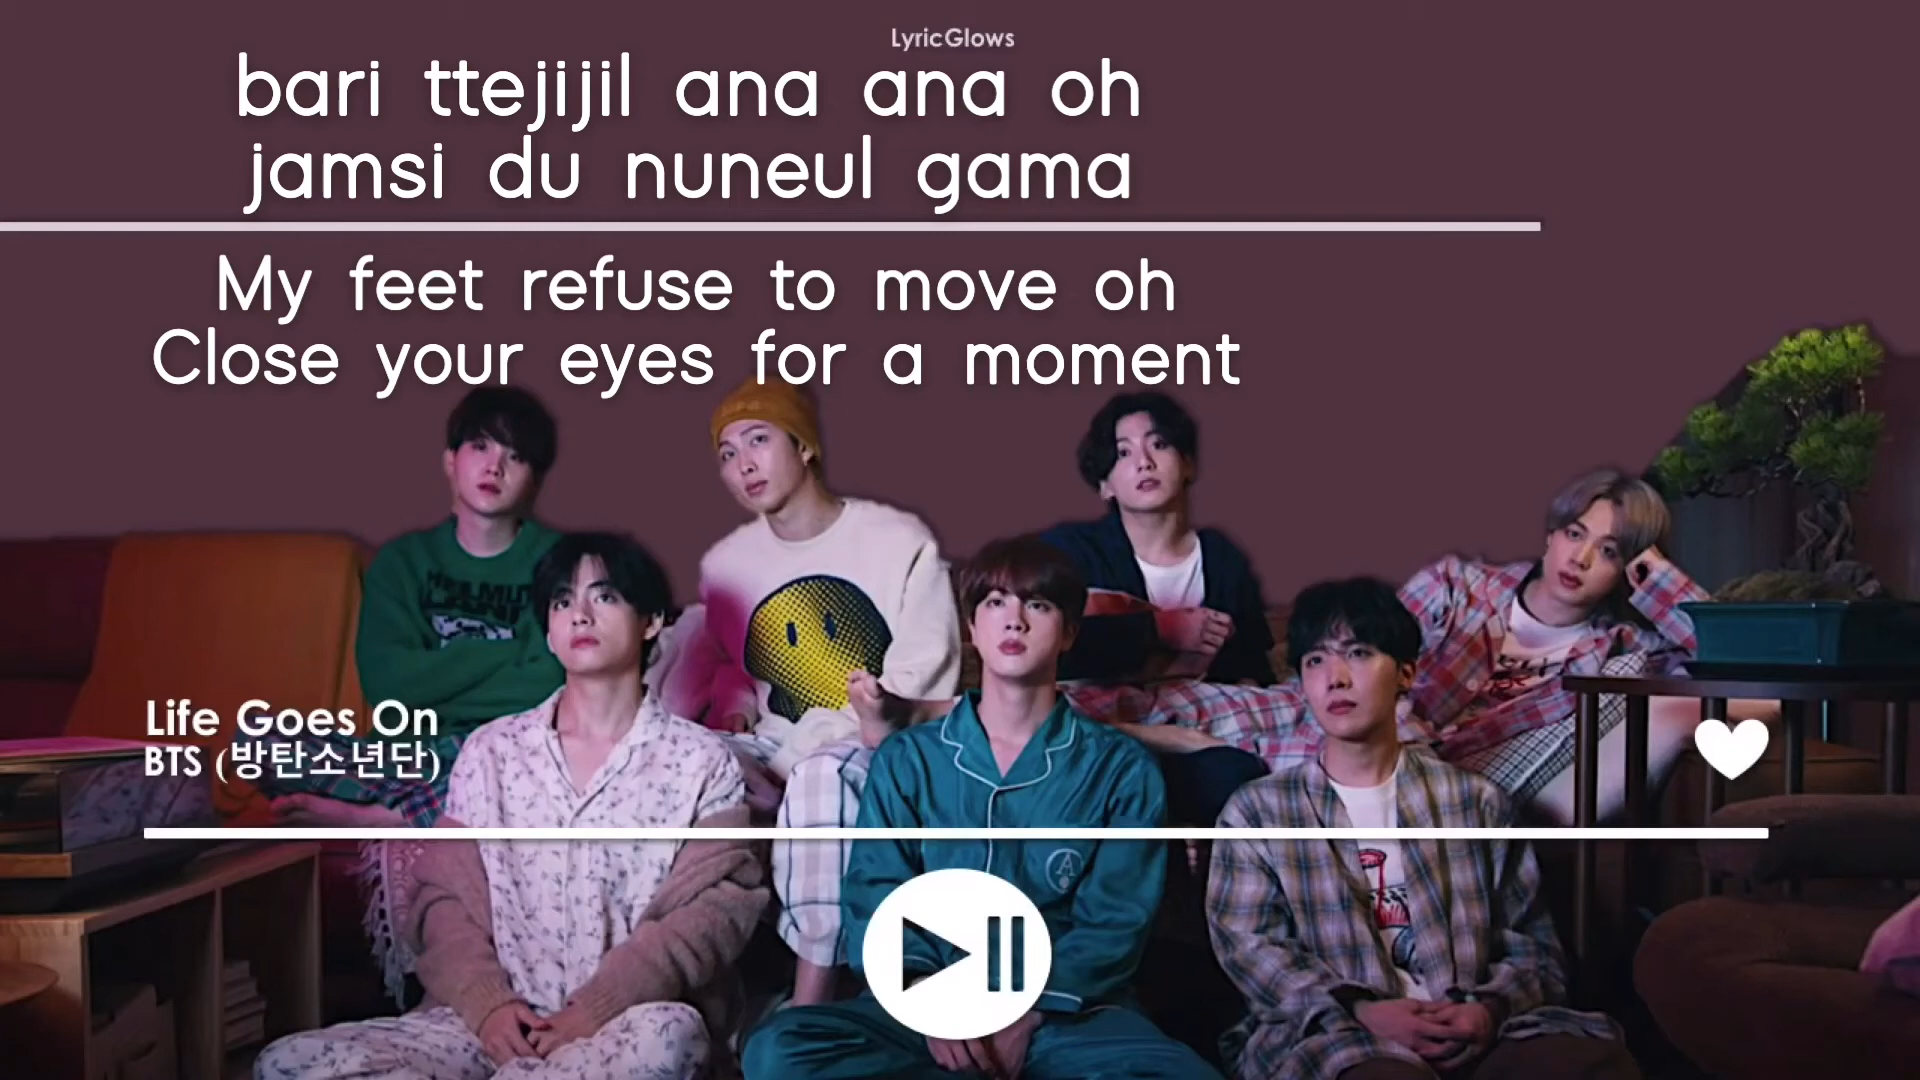 LyricGlows
bari ttejijil ana ana oh
jamsi du nuneul gama
My feet refuse to move oh
Close your eyes for a moment
Life Goes On
BTS (방탄소년단)
A